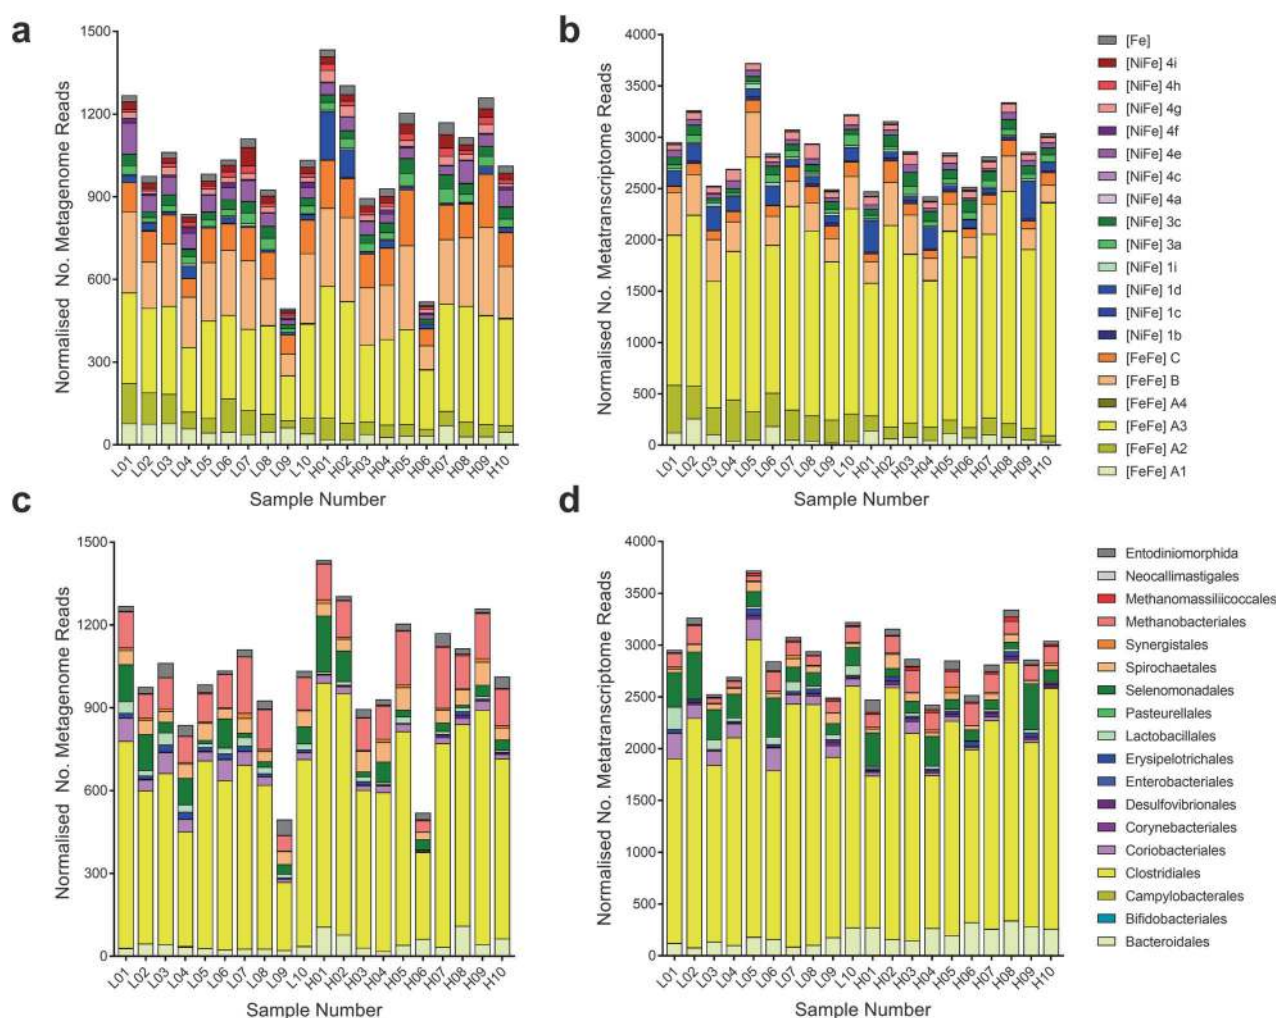 a
Normalised No. Metagenome Reads
1500
1200
900
600
300
0
L01 L02 L03 L04 L05 L06 L07 L08 L09 L10 H01 H02 H03 H04 H05 H06 H07 H08 H09 H10
Sample Number
b
Normalised No. Metatranscriptome Reads
4000
3500
3000
2500
2000
1500
1000
500
0
L01 L02 L03 L04 L05 L06 L07 L08 L09 L10 H01 H02 H03 H04 H05 H06 H07 H08 H09 H10
Sample Number
[Fe]
[NiFe] 4i
[NiFe] 4h
[NiFe] 4g
[NiFe] 4f
[NiFe] 4e
[NiFe] 4c
[NiFe] 4a
[NiFe] 3c
[NiFe] 3a
[NiFe] 1i
[NiFe] 1d
[NiFe] 1c
[NiFe] 1b
[FeFe] C
[FeFe] B
[FeFe] A4
[FeFe] A3
[FeFe] A2
[FeFe] A1
c
Normalised No. Metagenome Reads
1500
1200
900
600
300
0
L01 L02 L03 L04 L05 L06 L07 L08 L09 L10 H01 H02 H03 H04 H05 H06 H07 H08 H09 H10
Sample Number
d
Normalised No. Metatranscriptome Reads
4000
3500
3000
2500
2000
1500
1000
500
0
L01 L02 L03 L04 L05 L06 L07 L08 L09 L10 H01 H02 H03 H04 H05 H06 H07 H08 H09 H10
Sample Number
Entodiniomorphida
Neocallimastigales
Methanomassiliicoccales
Methanobacteriales
Synergistales
Spirochaetales
Selenomonadales
Pasteurellales
Lactobacillales
Erysipelotrichales
Enterobacteriales
Desulfovibrionales
Corynebacteriales
Coriobacteriales
Clostridiales
Campylobacterales
Bifidobacteriales
Bacteroidales